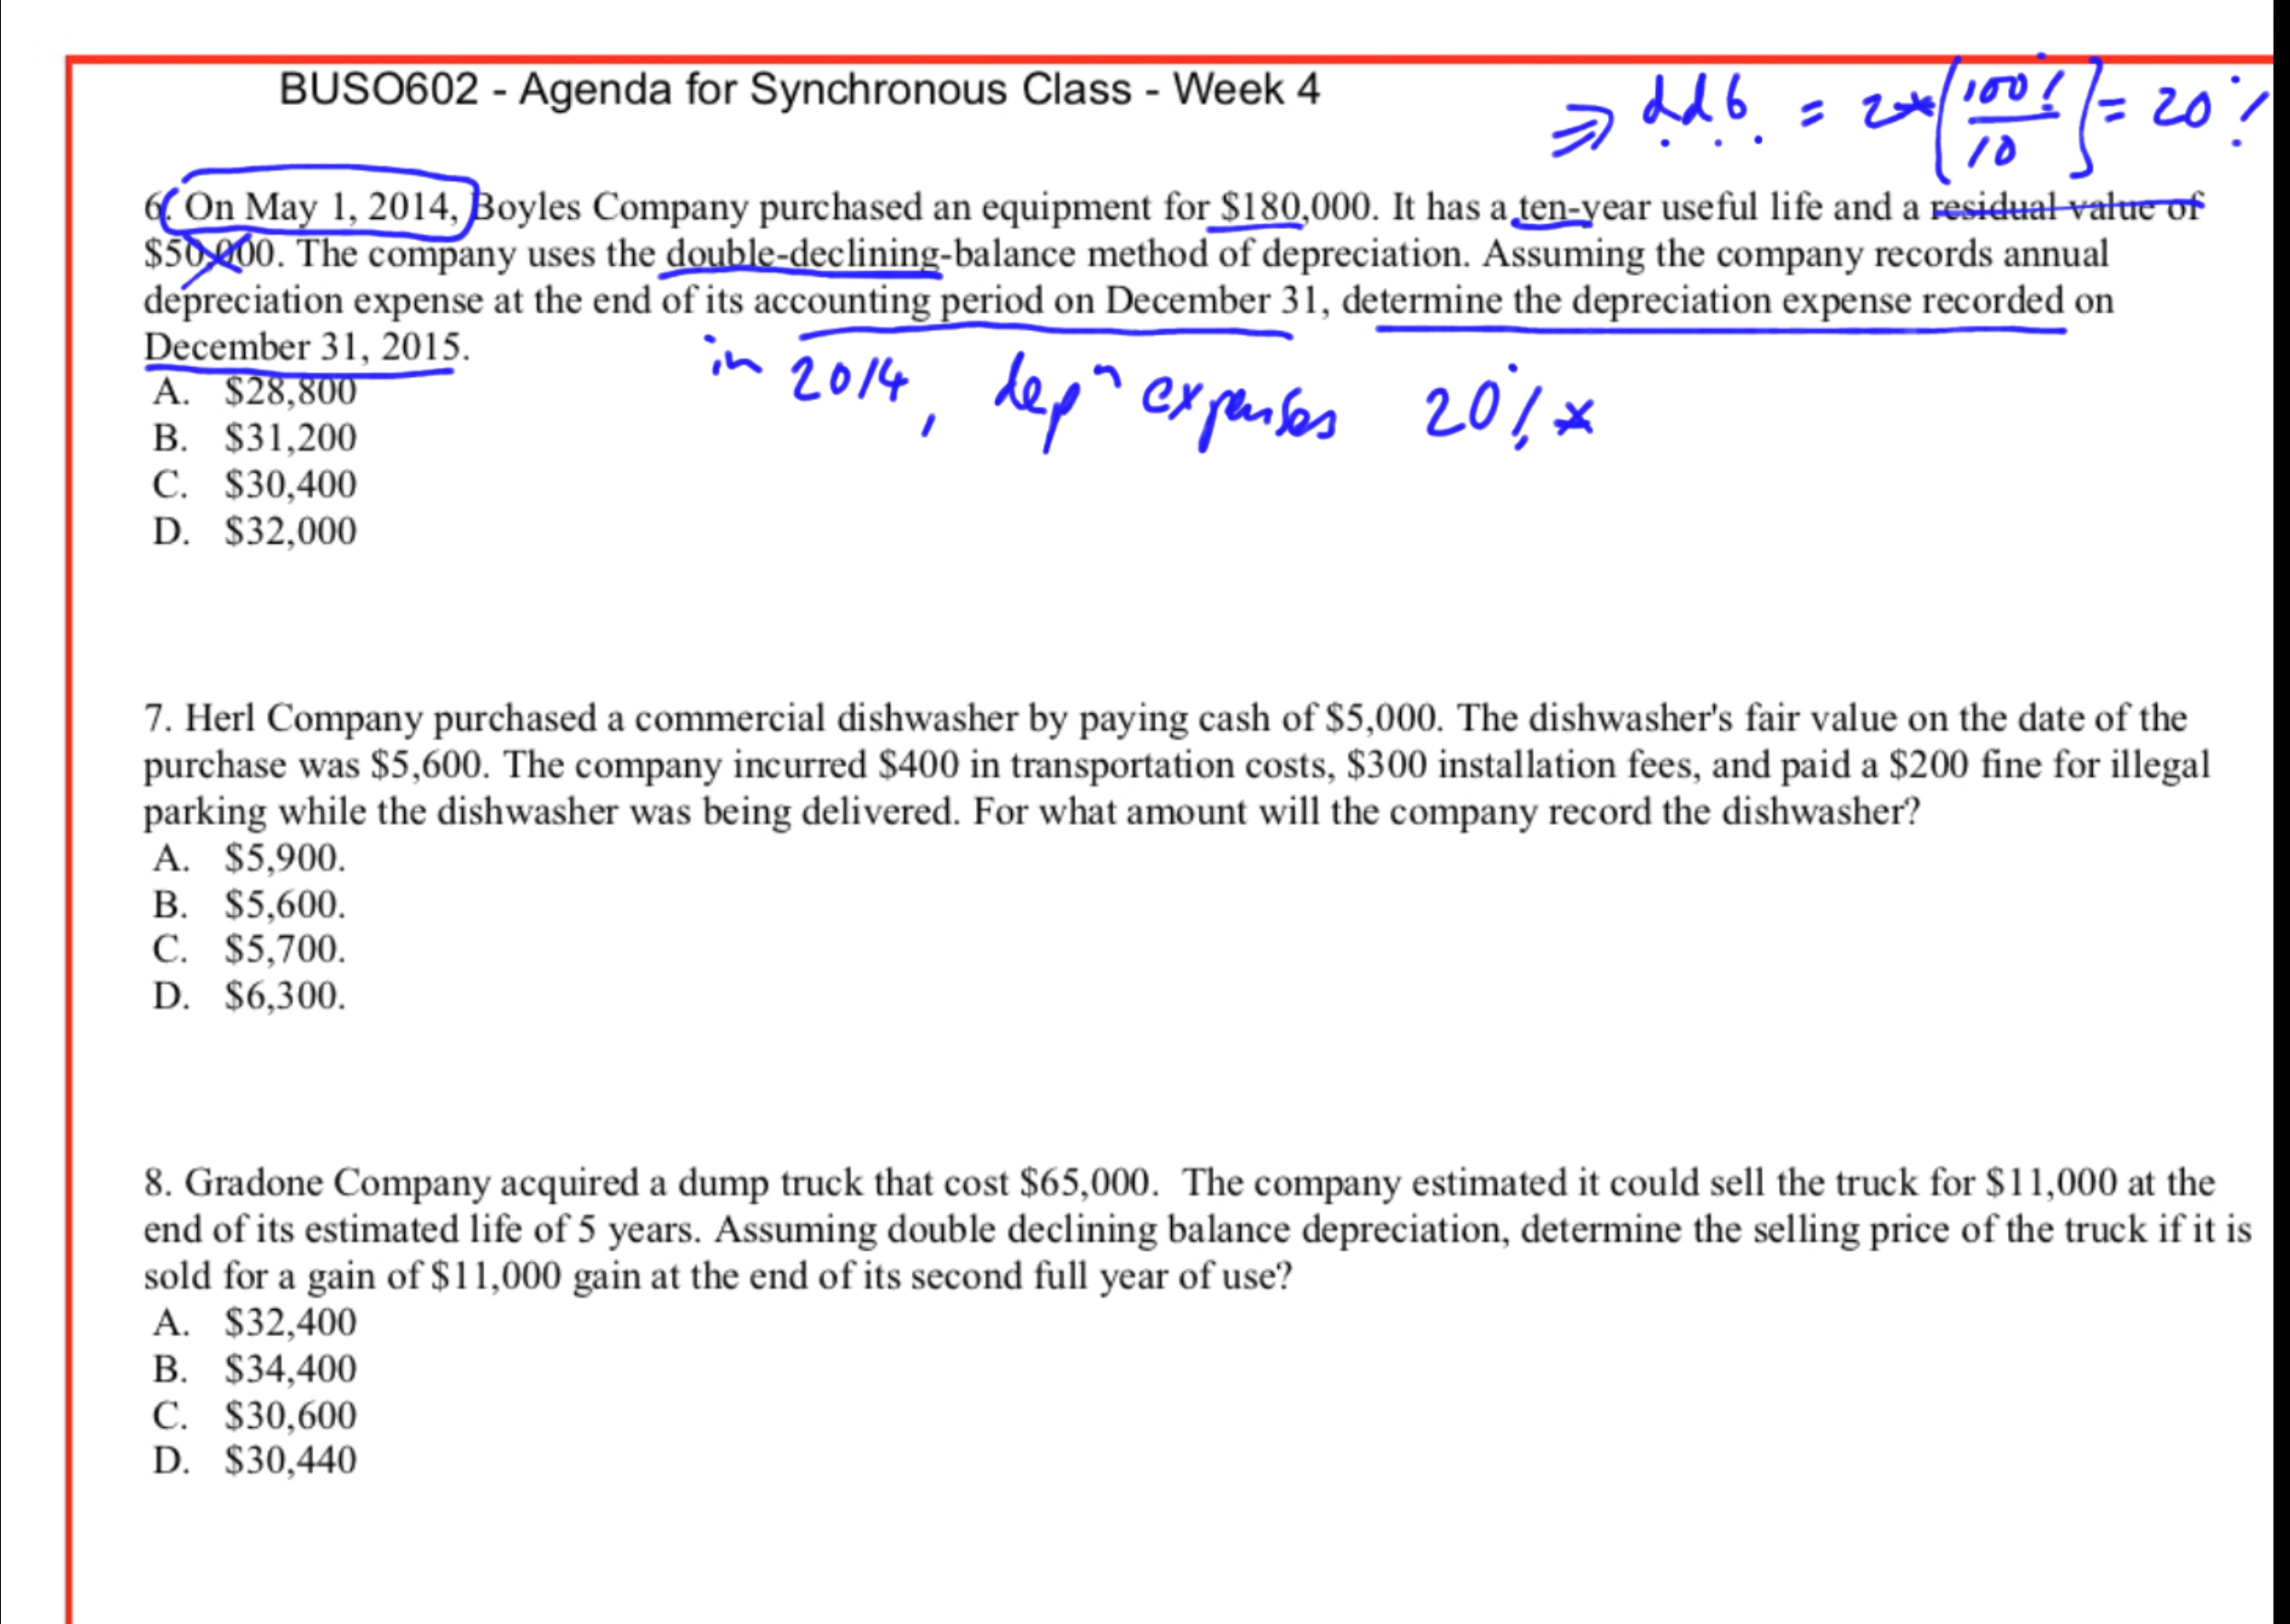 BUSO602 - Agenda for Synchronous Class - Week 4
⇒ d.d.b. = 2*(100%/10) = 20%
6. On May 1, 2014, Boyles Company purchased an equipment for $180,000. It has a ten-year useful life and a residual value of
$50,000. The company uses the double-declining-balance method of depreciation. Assuming the company records annual
depreciation expense at the end of its accounting period on December 31, determine the depreciation expense recorded on
December 31, 2015.
in 2014, depⁿ expenses 20% *
A. $28,800
B. $31,200
C. $30,400
D. $32,000
7. Herl Company purchased a commercial dishwasher by paying cash of $5,000. The dishwasher's fair value on the date of the
purchase was $5,600. The company incurred $400 in transportation costs, $300 installation fees, and paid a $200 fine for illegal
parking while the dishwasher was being delivered. For what amount will the company record the dishwasher?
A. $5,900.
B. $5,600.
C. $5,700.
D. $6,300.
8. Gradone Company acquired a dump truck that cost $65,000. The company estimated it could sell the truck for $11,000 at the
end of its estimated life of 5 years. Assuming double declining balance depreciation, determine the selling price of the truck if it is
sold for a gain of $11,000 gain at the end of its second full year of use?
A. $32,400
B. $34,400
C. $30,600
D. $30,440